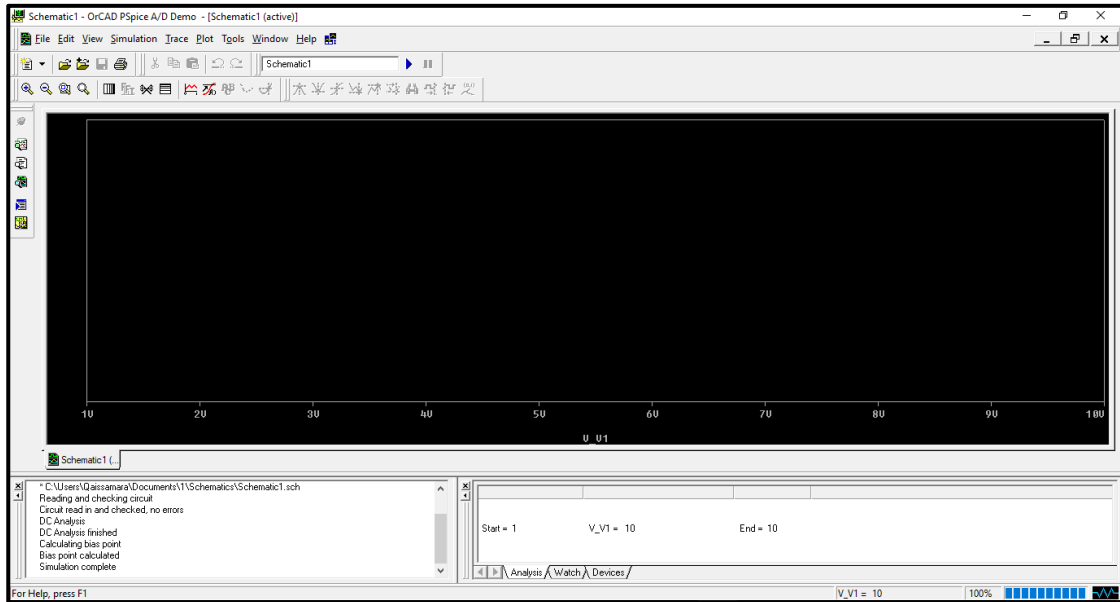 Schematic1 - OrCAD PSpice A/D Demo - [Schematic1 (active)]
File Edit View Simulation Trace Plot Tools Window Help
Schematic1
1V 2V 3V 4V 5V 6V 7V 8V 9V 10V
V_V1
Schematic1 (...
* C:\Users\Qaissamara\Documents\1\Schematics\Schematic1.sch
Reading and checking circuit
Circuit read in and checked, no errors
DC Analysis
DC Analysis finished
Calculating bias point
Bias point calculated
Simulation complete
Start = 1 V_V1 = 10 End = 10
Analysis Watch Devices
For Help, press F1 V_V1 = 10 100%